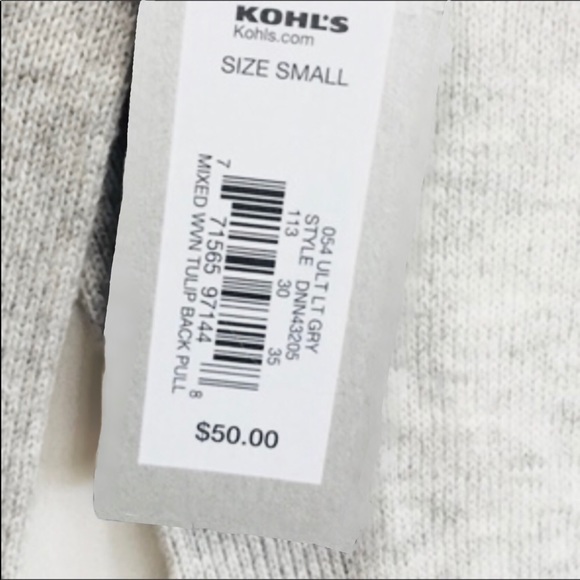 KOHL'S
Kohls.com
SIZE SMALL
054 ULT LT GRY
STYLE DNN43205
113 30 35
7 71565 97144 8
MIXED WVN TULIP BACK PULL
$50.00